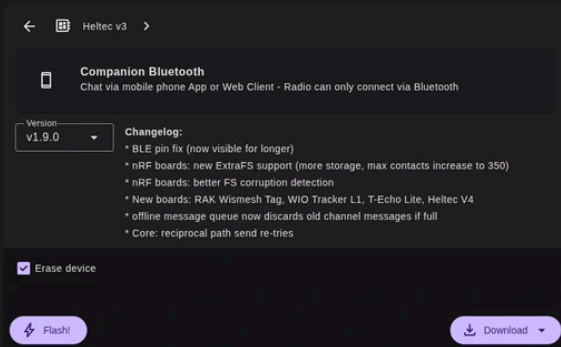 Heltec v3
Companion Bluetooth
Chat via mobile phone App or Web Client - Radio can only connect via Bluetooth
Version
v1.9.0
Changelog:
* BLE pin fix (now visible for longer)
* nRF boards: new ExtraFS support (more storage, max contacts increase to 350)
* nRF boards: better FS corruption detection
* New boards: RAK Wismesh Tag, WIO Tracker L1, T-Echo Lite, Heltec V4
* offline message queue now discards old channel messages if full
* Core: reciprocal path send re-tries
Erase device
Flash!
Download